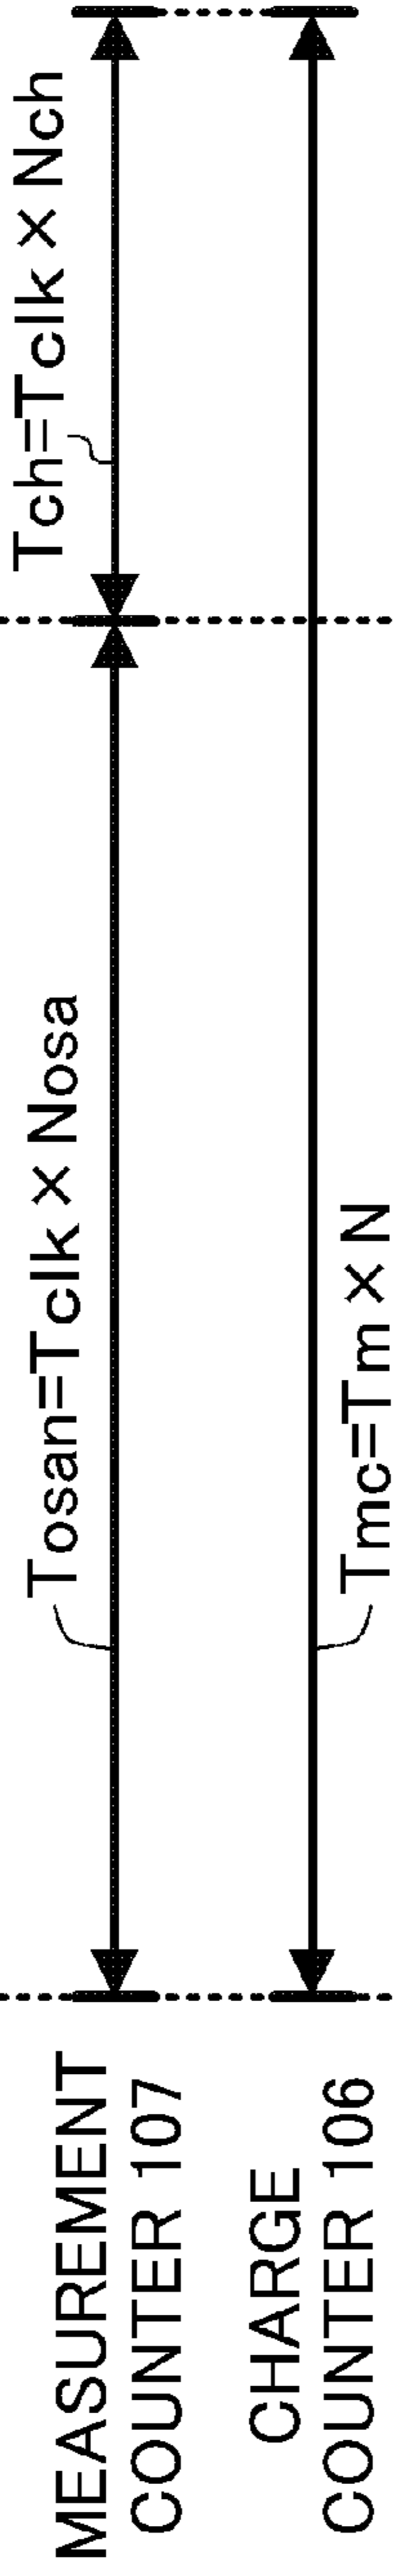 MEASUREMENT
COUNTER 107
Tosan=Tclk × Nosa
Tch=Tclk × Nch
CHARGE
COUNTER 106
Tmc=Tm × N